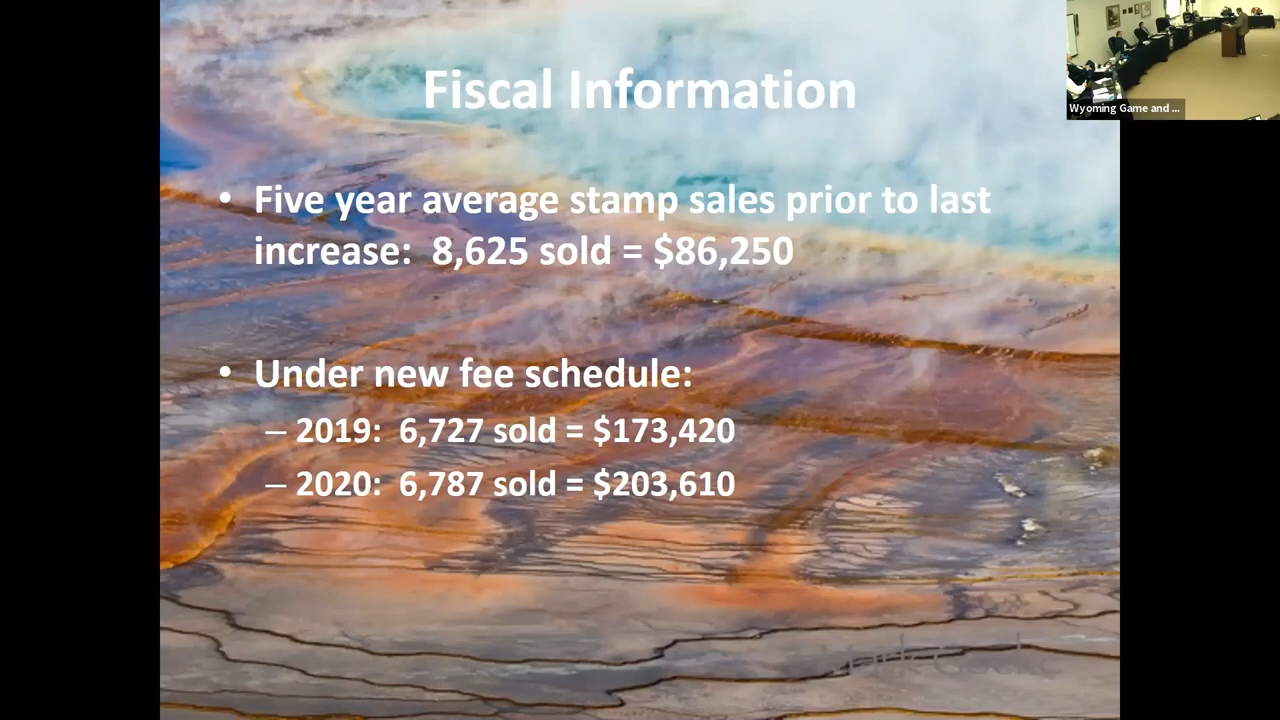 Fiscal Information
Wyoming Game and ...
• Five year average stamp sales prior to last
increase: 8,625 sold = $86,250
• Under new fee schedule:
– 2019: 6,727 sold = $173,420
– 2020: 6,787 sold = $203,610